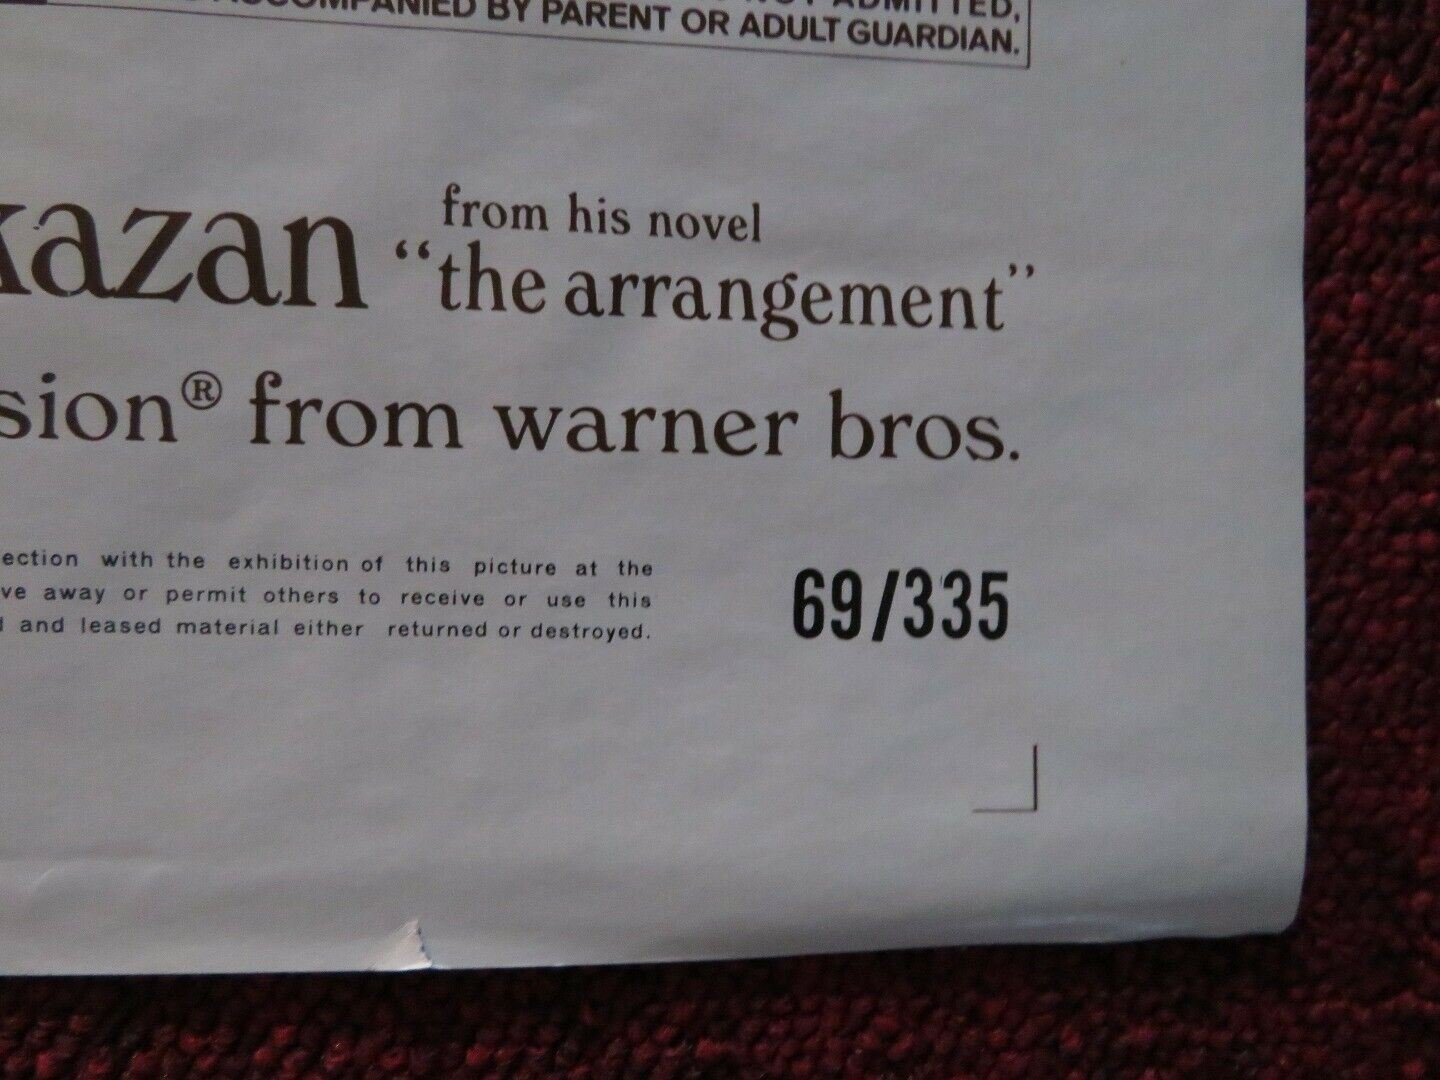 ACCOMPANIED BY PARENT OR ADULT GUARDIAN.
kazan from his novel
“the arrangement”
sion® from warner bros.
ection with the exhibition of this picture at the
ve away or permit others to receive or use this
and leased material either returned or destroyed.
69/335